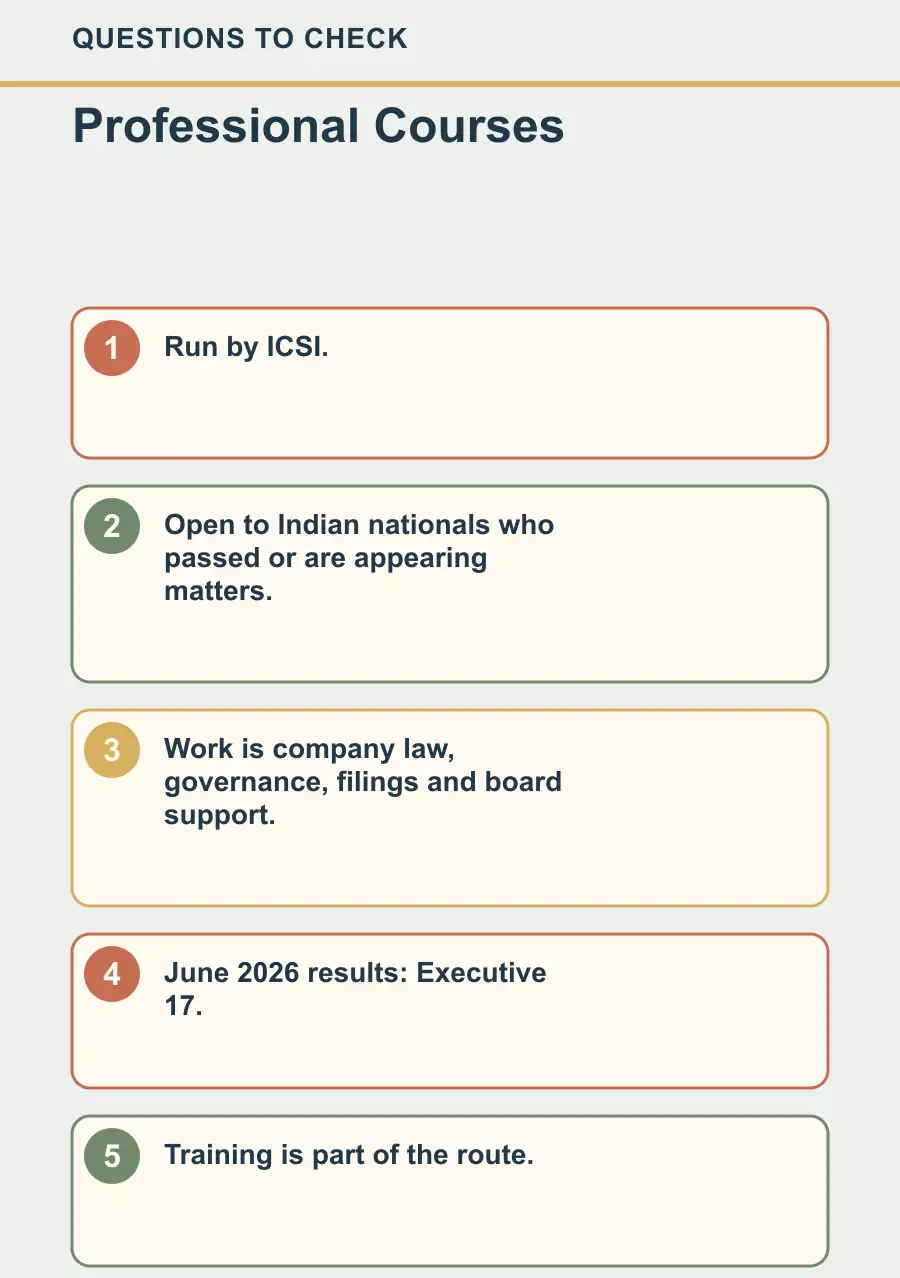 QUESTIONS TO CHECK
Professional Courses
1
Run by ICSI.
2
Open to Indian nationals who
passed or are appearing
matters.
3
Work is company law,
governance, filings and board
support.
4
June 2026 results: Executive
17.
5
Training is part of the route.